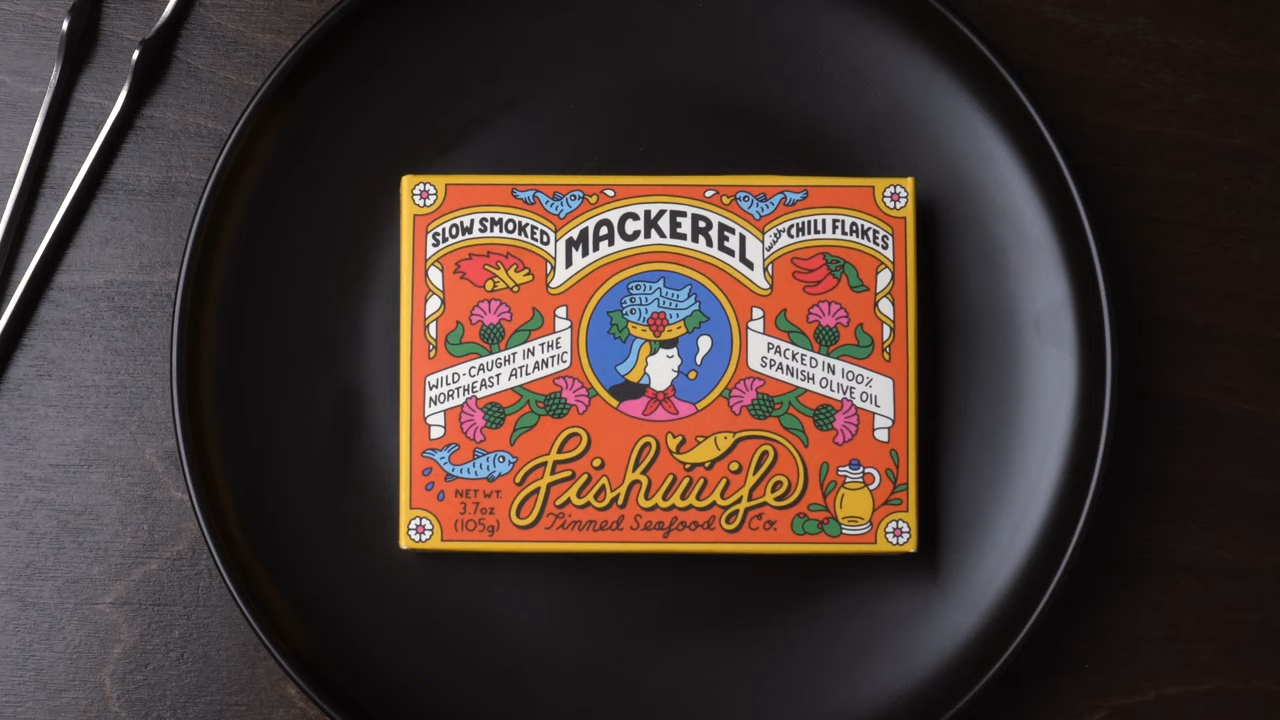 SLOW SMOKED
MACKEREL
with CHILI FLAKES
WILD-CAUGHT IN THE
NORTHEAST ATLANTIC
PACKED IN 100%
SPANISH OLIVE OIL
Fishwife
Tinned Seafood Co.
NET WT.
3.7oz
(105g)